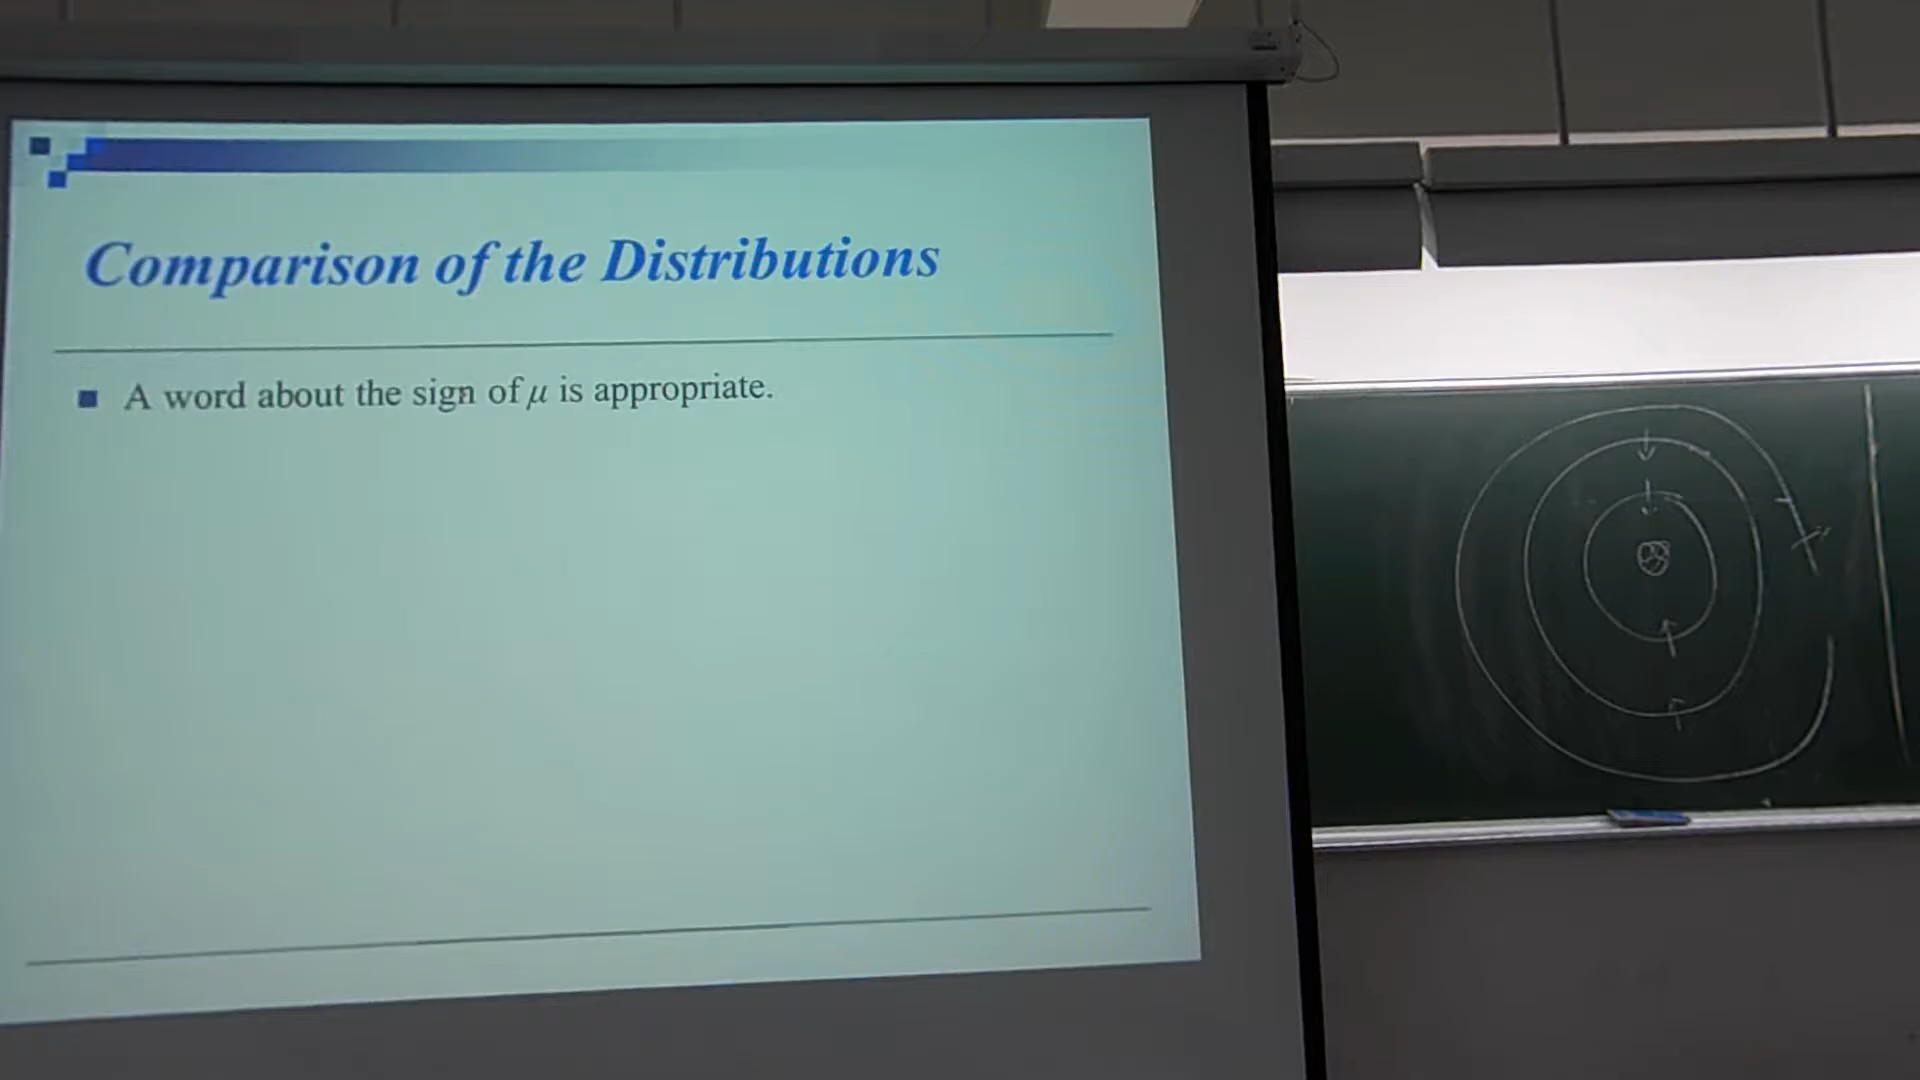 Comparison of the Distributions
A word about the sign of μ is appropriate.